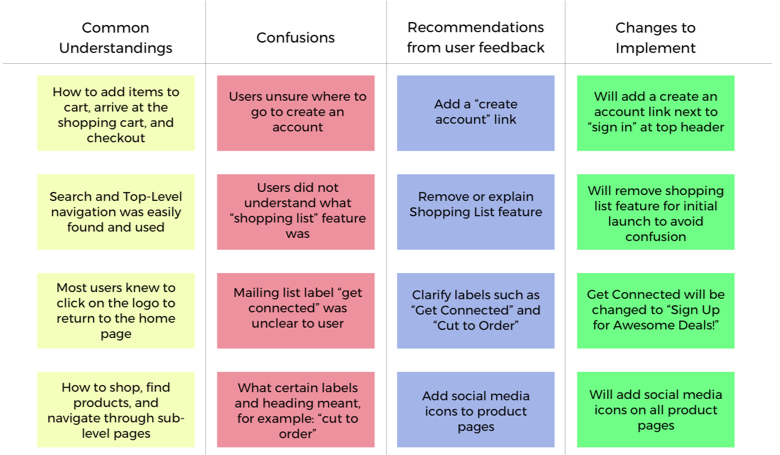 Common
Understandings
Confusions
Recommendations
from user feedback
Changes to
Implement
How to add items to
cart, arrive at the
shopping cart, and
checkout
Users unsure where to
go to create an
account
Add a “create
account” link
Will add a create an
account link next to
“sign in” at top header
Search and Top-Level
navigation was easily
found and used
Users did not
understand what
“shopping list” feature
was
Remove or explain
Shopping List feature
Will remove shopping
list feature for initial
launch to avoid
confusion
Most users knew to
click on the logo to
return to the home
page
Mailing list label “get
connected” was
unclear to user
Clarify labels such as
“Get Connected” and
“Cut to Order”
Get Connected will be
changed to “Sign Up
for Awesome Deals!”
How to shop, find
products, and
navigate through sub-
level pages
What certain labels
and heading meant,
for example: “cut to
order”
Add social media
icons to product
pages
Will add social media
icons on all product
pages